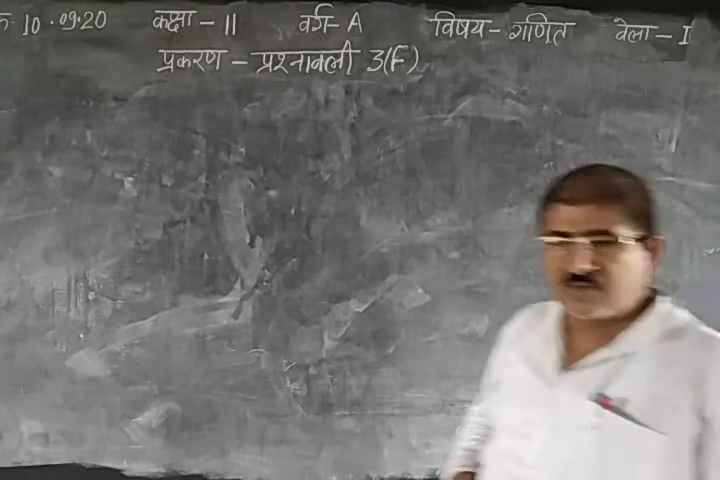 क- 10.09.20 कक्षा - 11 वर्ग- A विषय- गणित वेला - I
प्रकरण - प्रश्नावली 3(F)